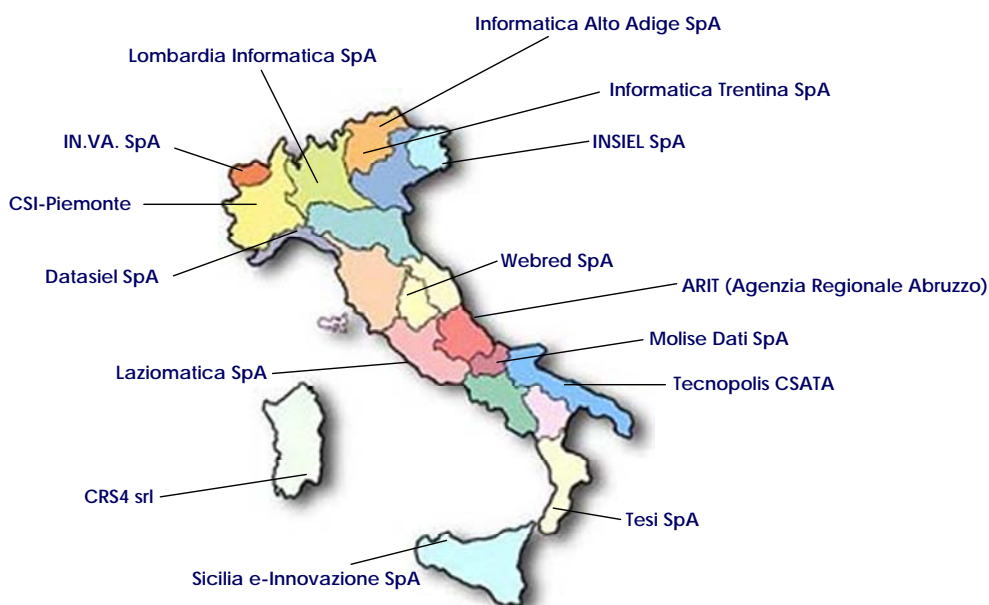 Informatica Alto Adige SpA
Lombardia Informatica SpA
Informatica Trentina SpA
IN.VA. SpA
INSIEL SpA
CSI-Piemonte
Datasiel SpA
Webred SpA
ARIT (Agenzia Regionale Abruzzo)
Molise Dati SpA
Laziomatica SpA
Tecnopolis CSATA
CRS4 srl
Tesi SpA
Sicilia e-Innovazione SpA